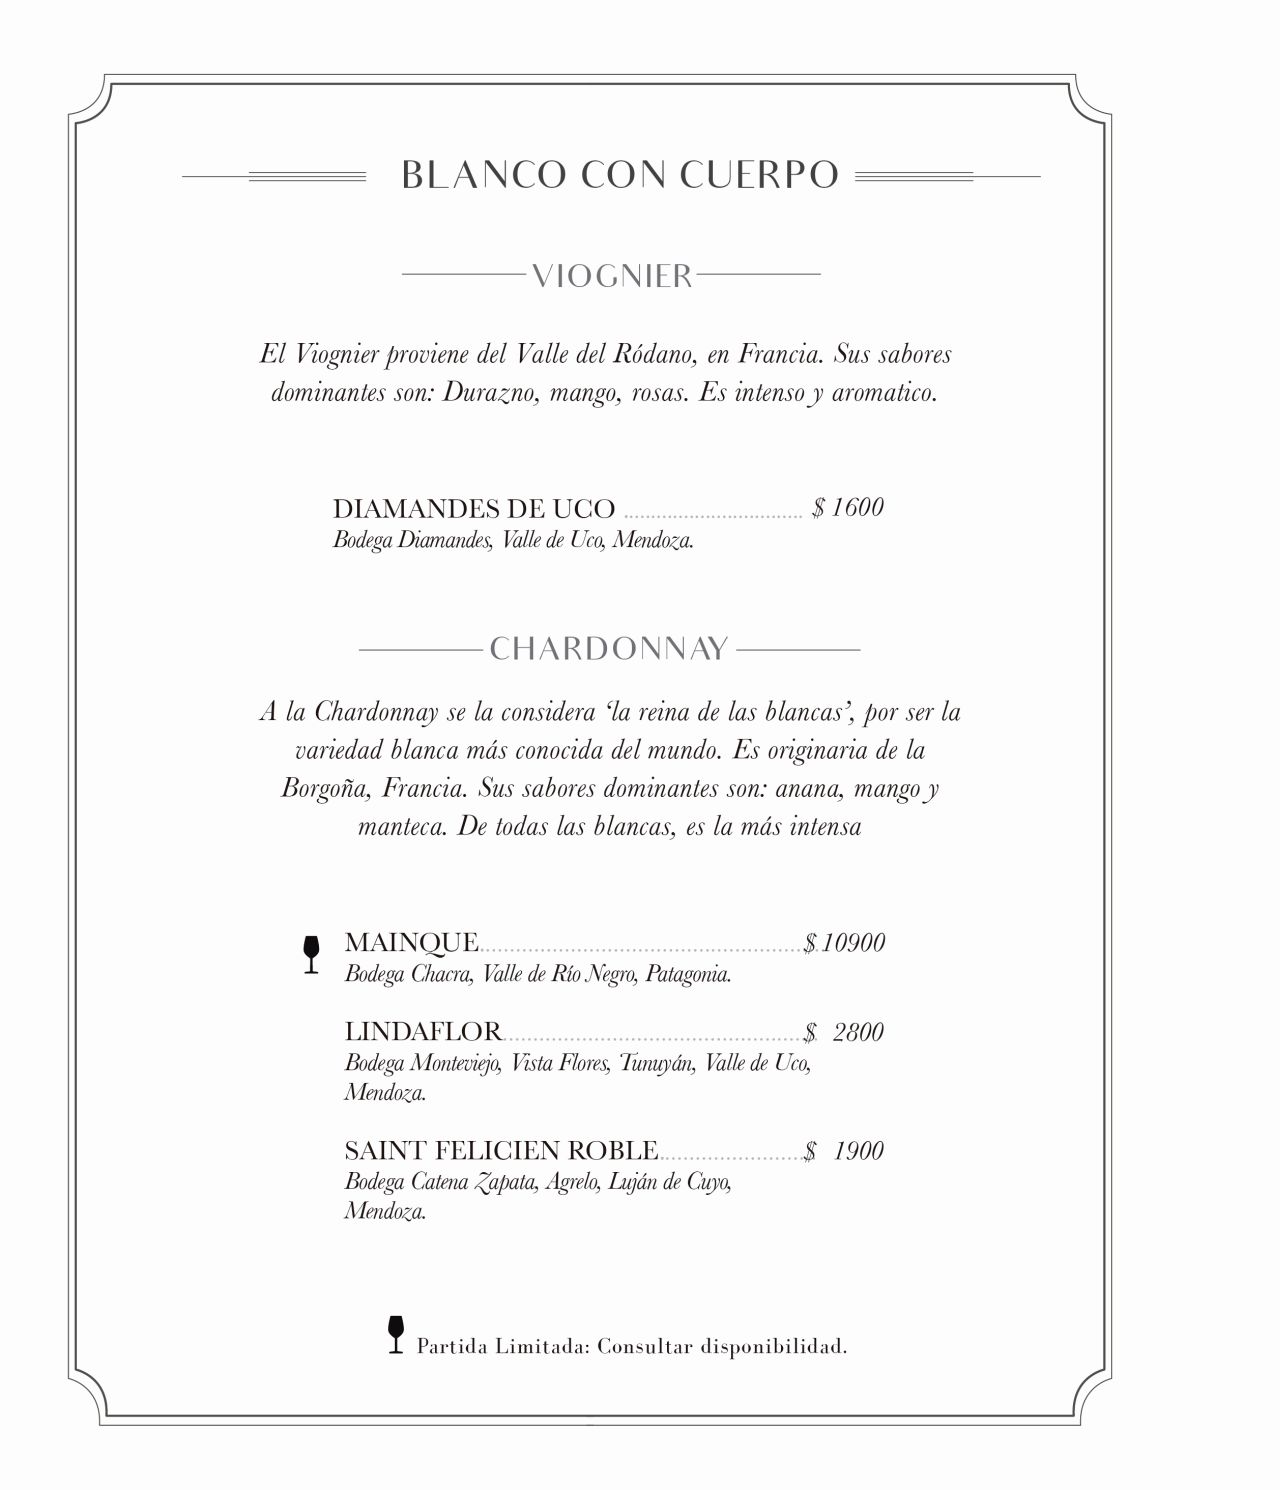 BLANCO CON CUERPO
VIOGNIER
El Viognier proviene del Valle del Ródano, en Francia. Sus sabores
dominantes son: Durazno, mango, rosas. Es intenso y aromatico.
DIAMANDES DE UCO ................................. $ 1600
Bodega Diamandes, Valle de Uco, Mendoza.
CHARDONNAY
A la Chardonnay se la considera ‘la reina de las blancas’, por ser la
variedad blanca más conocida del mundo. Es originaria de la
Borgoña, Francia. Sus sabores dominantes son: anana, mango y
manteca. De todas las blancas, es la más intensa
MAINQUE.......................................................$ 10900
Bodega Chacra, Valle de Río Negro, Patagonia.
LINDAFLOR...................................................$ 2800
Bodega Monteviejo, Vista Flores, Tunuyán, Valle de Uco,
Mendoza.
SAINT FELICIEN ROBLE........................$ 1900
Bodega Catena Zapata, Agrelo, Luján de Cuyo,
Mendoza.
Partida Limitada: Consultar disponibilidad.